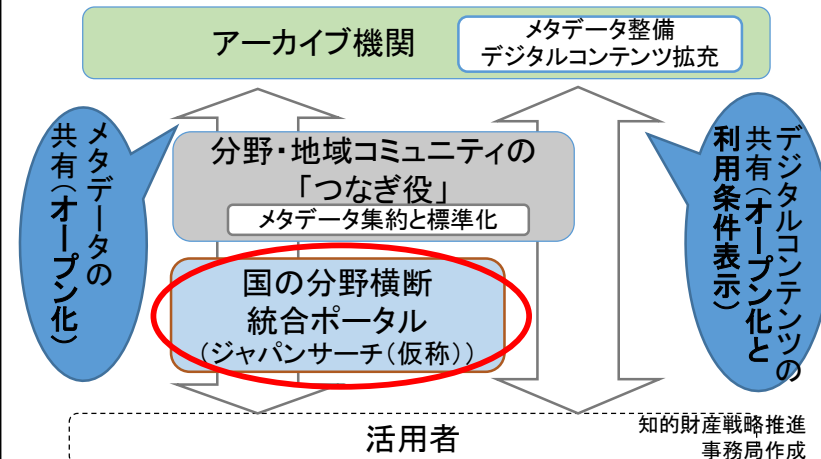 アーカイブ機関
メタデータ整備
デジタルコンテンツ拡充
メタデータの
共有(オープン化)
分野・地域コミュニティの
「つなぎ役」
メタデータ集約と標準化
デジタルコンテンツの
共有(オープン化と
利用条件表示)
国の分野横断
統合ポータル
(ジャパンサーチ(仮称))
活用者
知的財産戦略推進
事務局作成